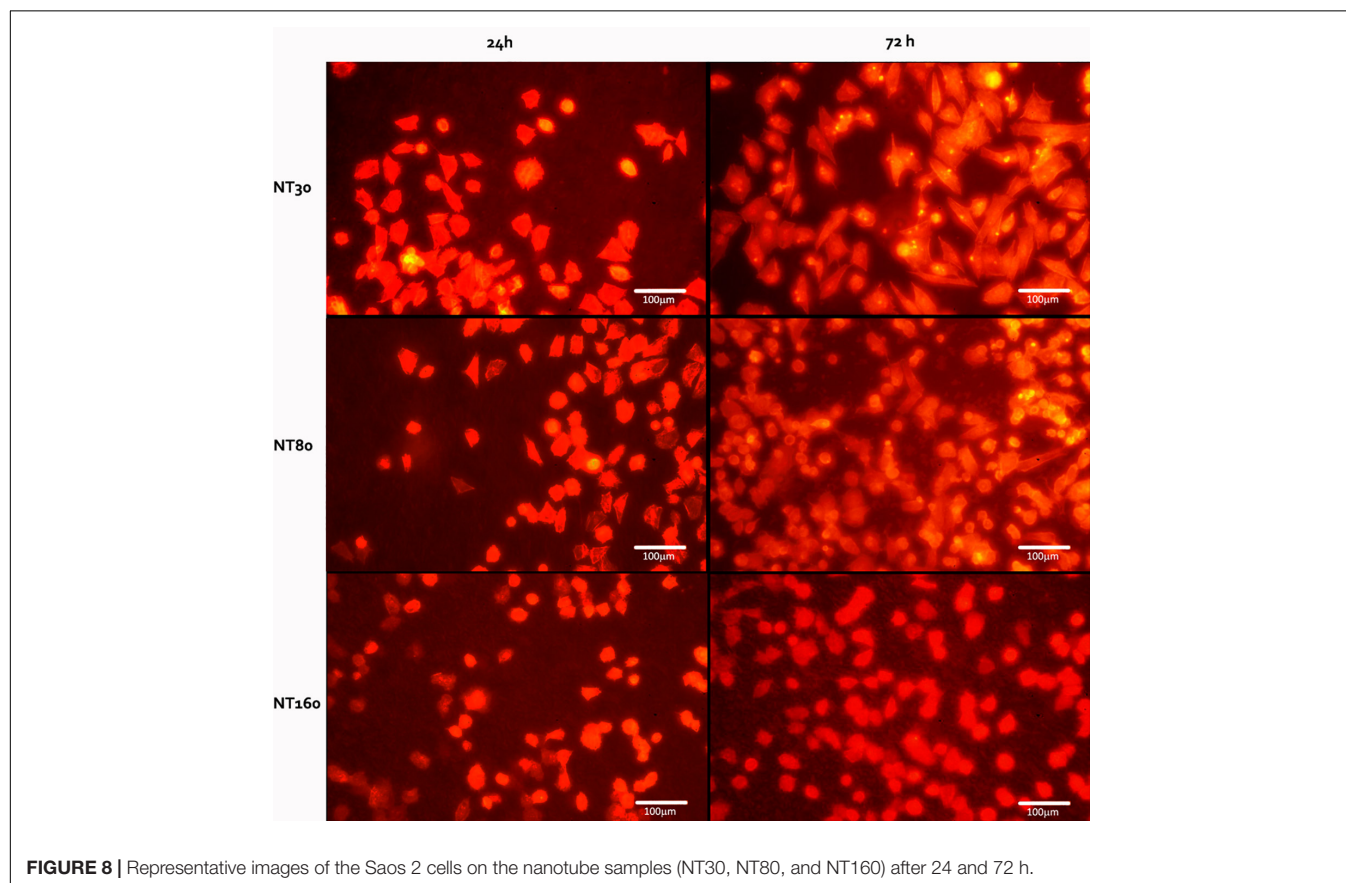 24h 72 h
NT30
100µm 100µm
NT80
100µm 100µm
NT160
100µm 100µm
FIGURE 8 | Representative images of the Saos 2 cells on the nanotube samples (NT30, NT80, and NT160) after 24 and 72 h.